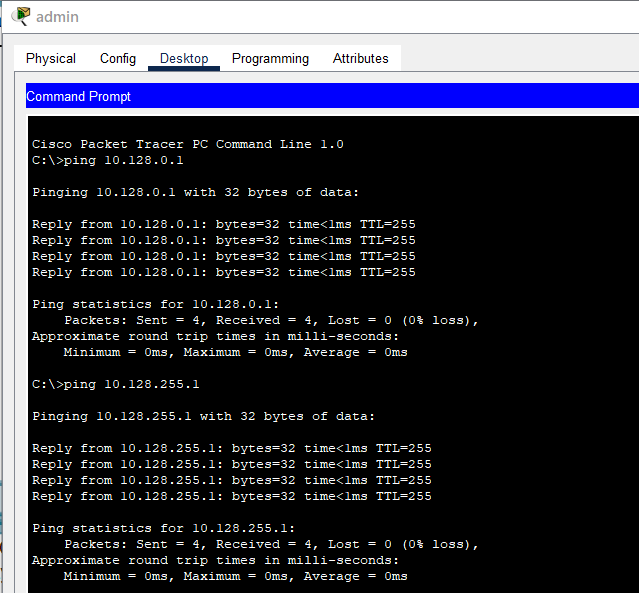 admin
Physical Config Desktop Programming Attributes
Command Prompt
Cisco Packet Tracer PC Command Line 1.0
C:\>ping 10.128.0.1
Pinging 10.128.0.1 with 32 bytes of data:
Reply from 10.128.0.1: bytes=32 time<1ms TTL=255
Reply from 10.128.0.1: bytes=32 time<1ms TTL=255
Reply from 10.128.0.1: bytes=32 time<1ms TTL=255
Reply from 10.128.0.1: bytes=32 time<1ms TTL=255
Ping statistics for 10.128.0.1:
Packets: Sent = 4, Received = 4, Lost = 0 (0% loss),
Approximate round trip times in milli-seconds:
Minimum = 0ms, Maximum = 0ms, Average = 0ms
C:\>ping 10.128.255.1
Pinging 10.128.255.1 with 32 bytes of data:
Reply from 10.128.255.1: bytes=32 time<1ms TTL=255
Reply from 10.128.255.1: bytes=32 time<1ms TTL=255
Reply from 10.128.255.1: bytes=32 time<1ms TTL=255
Reply from 10.128.255.1: bytes=32 time<1ms TTL=255
Ping statistics for 10.128.255.1:
Packets: Sent = 4, Received = 4, Lost = 0 (0% loss),
Approximate round trip times in milli-seconds:
Minimum = 0ms, Maximum = 0ms, Average = 0ms